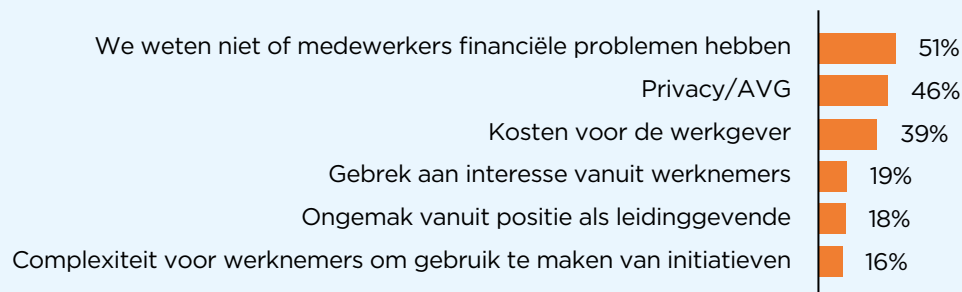 We weten niet of medewerkers financiële problemen hebben 51%
Privacy/AVG 46%
Kosten voor de werkgever 39%
Gebrek aan interesse vanuit werknemers 19%
Ongemak vanuit positie als leidinggevende 18%
Complexiteit voor werknemers om gebruik te maken van initiatieven 16%